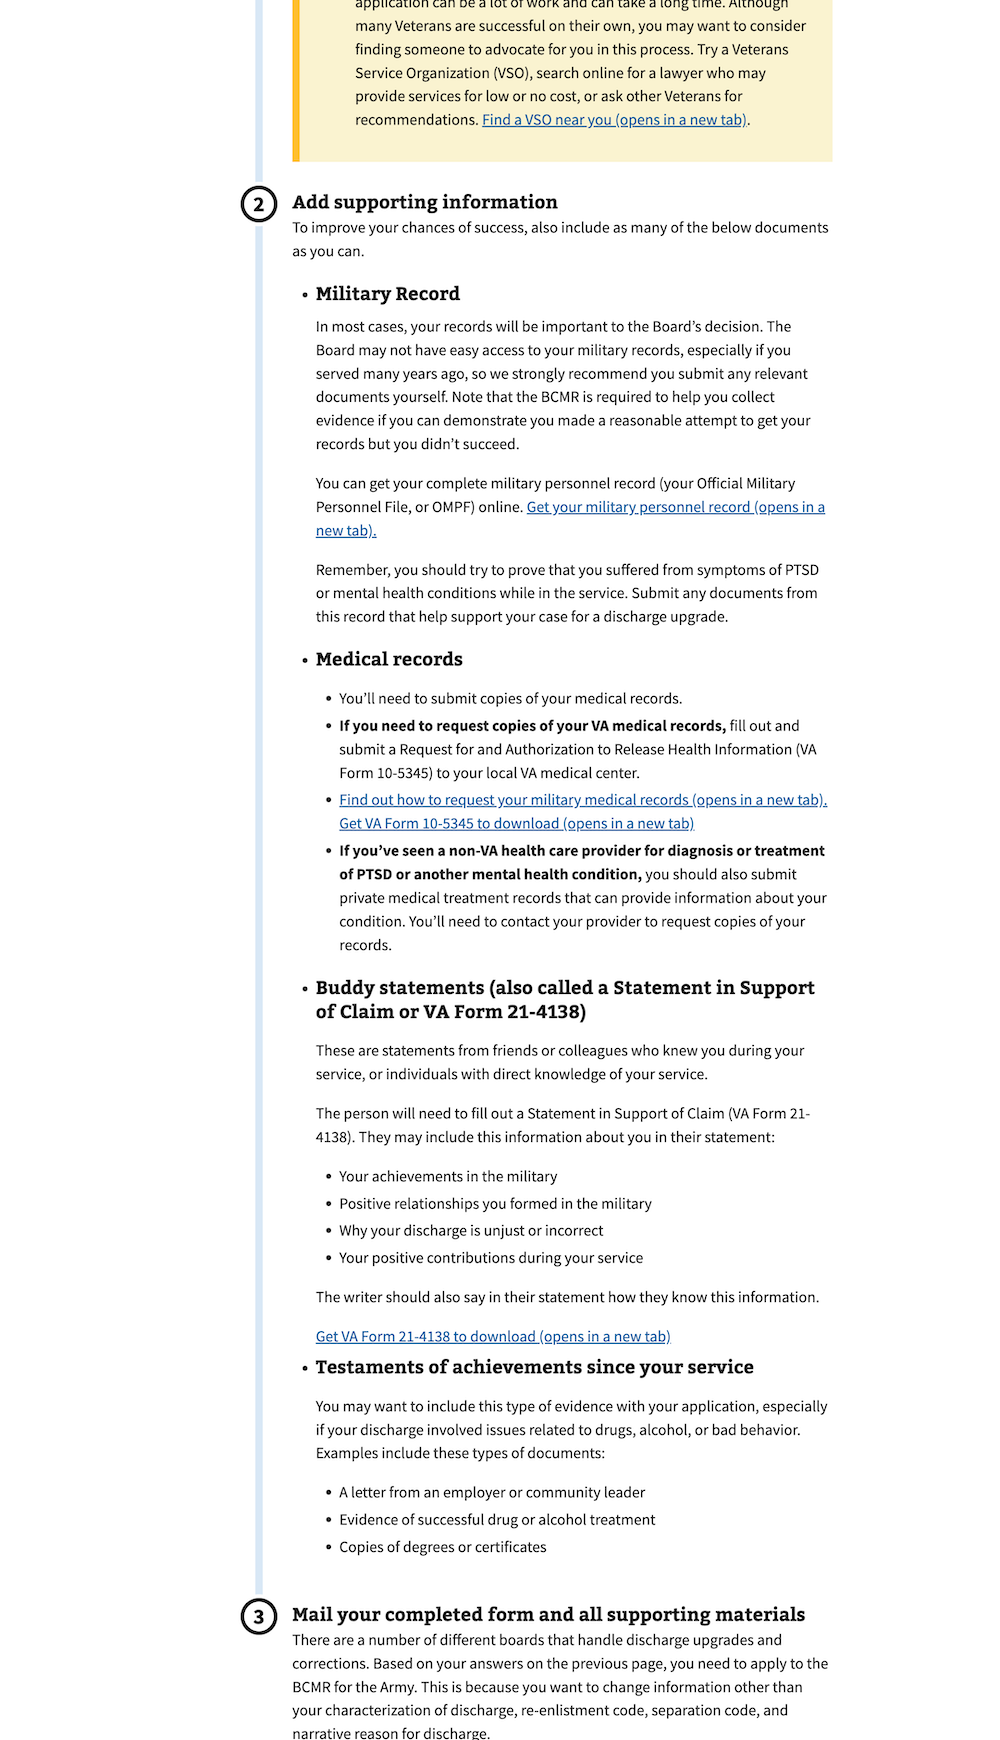 application can be a lot of work and can take a long time. Although
many Veterans are successful on their own, you may want to consider
finding someone to advocate for you in this process. Try a Veterans
Service Organization (VSO), search online for a lawyer who may
provide services for low or no cost, or ask other Veterans for
recommendations. Find a VSO near you (opens in a new tab).
2
Add supporting information
To improve your chances of success, also include as many of the below documents
as you can.
• Military Record
In most cases, your records will be important to the Board’s decision. The
Board may not have easy access to your military records, especially if you
served many years ago, so we strongly recommend you submit any relevant
documents yourself. Note that the BCMR is required to help you collect
evidence if you can demonstrate you made a reasonable attempt to get your
records but you didn’t succeed.
You can get your complete military personnel record (your Official Military
Personnel File, or OMPF) online. Get your military personnel record (opens in a
new tab).
Remember, you should try to prove that you suffered from symptoms of PTSD
or mental health conditions while in the service. Submit any documents from
this record that help support your case for a discharge upgrade.
• Medical records
• You’ll need to submit copies of your medical records.
• If you need to request copies of your VA medical records, fill out and
submit a Request for and Authorization to Release Health Information (VA
Form 10-5345) to your local VA medical center.
• Find out how to request your military medical records (opens in a new tab).
Get VA Form 10-5345 to download (opens in a new tab)
• If you’ve seen a non-VA health care provider for diagnosis or treatment
of PTSD or another mental health condition, you should also submit
private medical treatment records that can provide information about your
condition. You’ll need to contact your provider to request copies of your
records.
• Buddy statements (also called a Statement in Support
of Claim or VA Form 21-4138)
These are statements from friends or colleagues who knew you during your
service, or individuals with direct knowledge of your service.
The person will need to fill out a Statement in Support of Claim (VA Form 21-
4138). They may include this information about you in their statement:
• Your achievements in the military
• Positive relationships you formed in the military
• Why your discharge is unjust or incorrect
• Your positive contributions during your service
The writer should also say in their statement how they know this information.
Get VA Form 21-4138 to download (opens in a new tab)
• Testaments of achievements since your service
You may want to include this type of evidence with your application, especially
if your discharge involved issues related to drugs, alcohol, or bad behavior.
Examples include these types of documents:
• A letter from an employer or community leader
• Evidence of successful drug or alcohol treatment
• Copies of degrees or certificates
3
Mail your completed form and all supporting materials
There are a number of different boards that handle discharge upgrades and
corrections. Based on your answers on the previous page, you need to apply to the
BCMR for the Army. This is because you want to change information other than
your characterization of discharge, re-enlistment code, separation code, and
narrative reason for discharge.